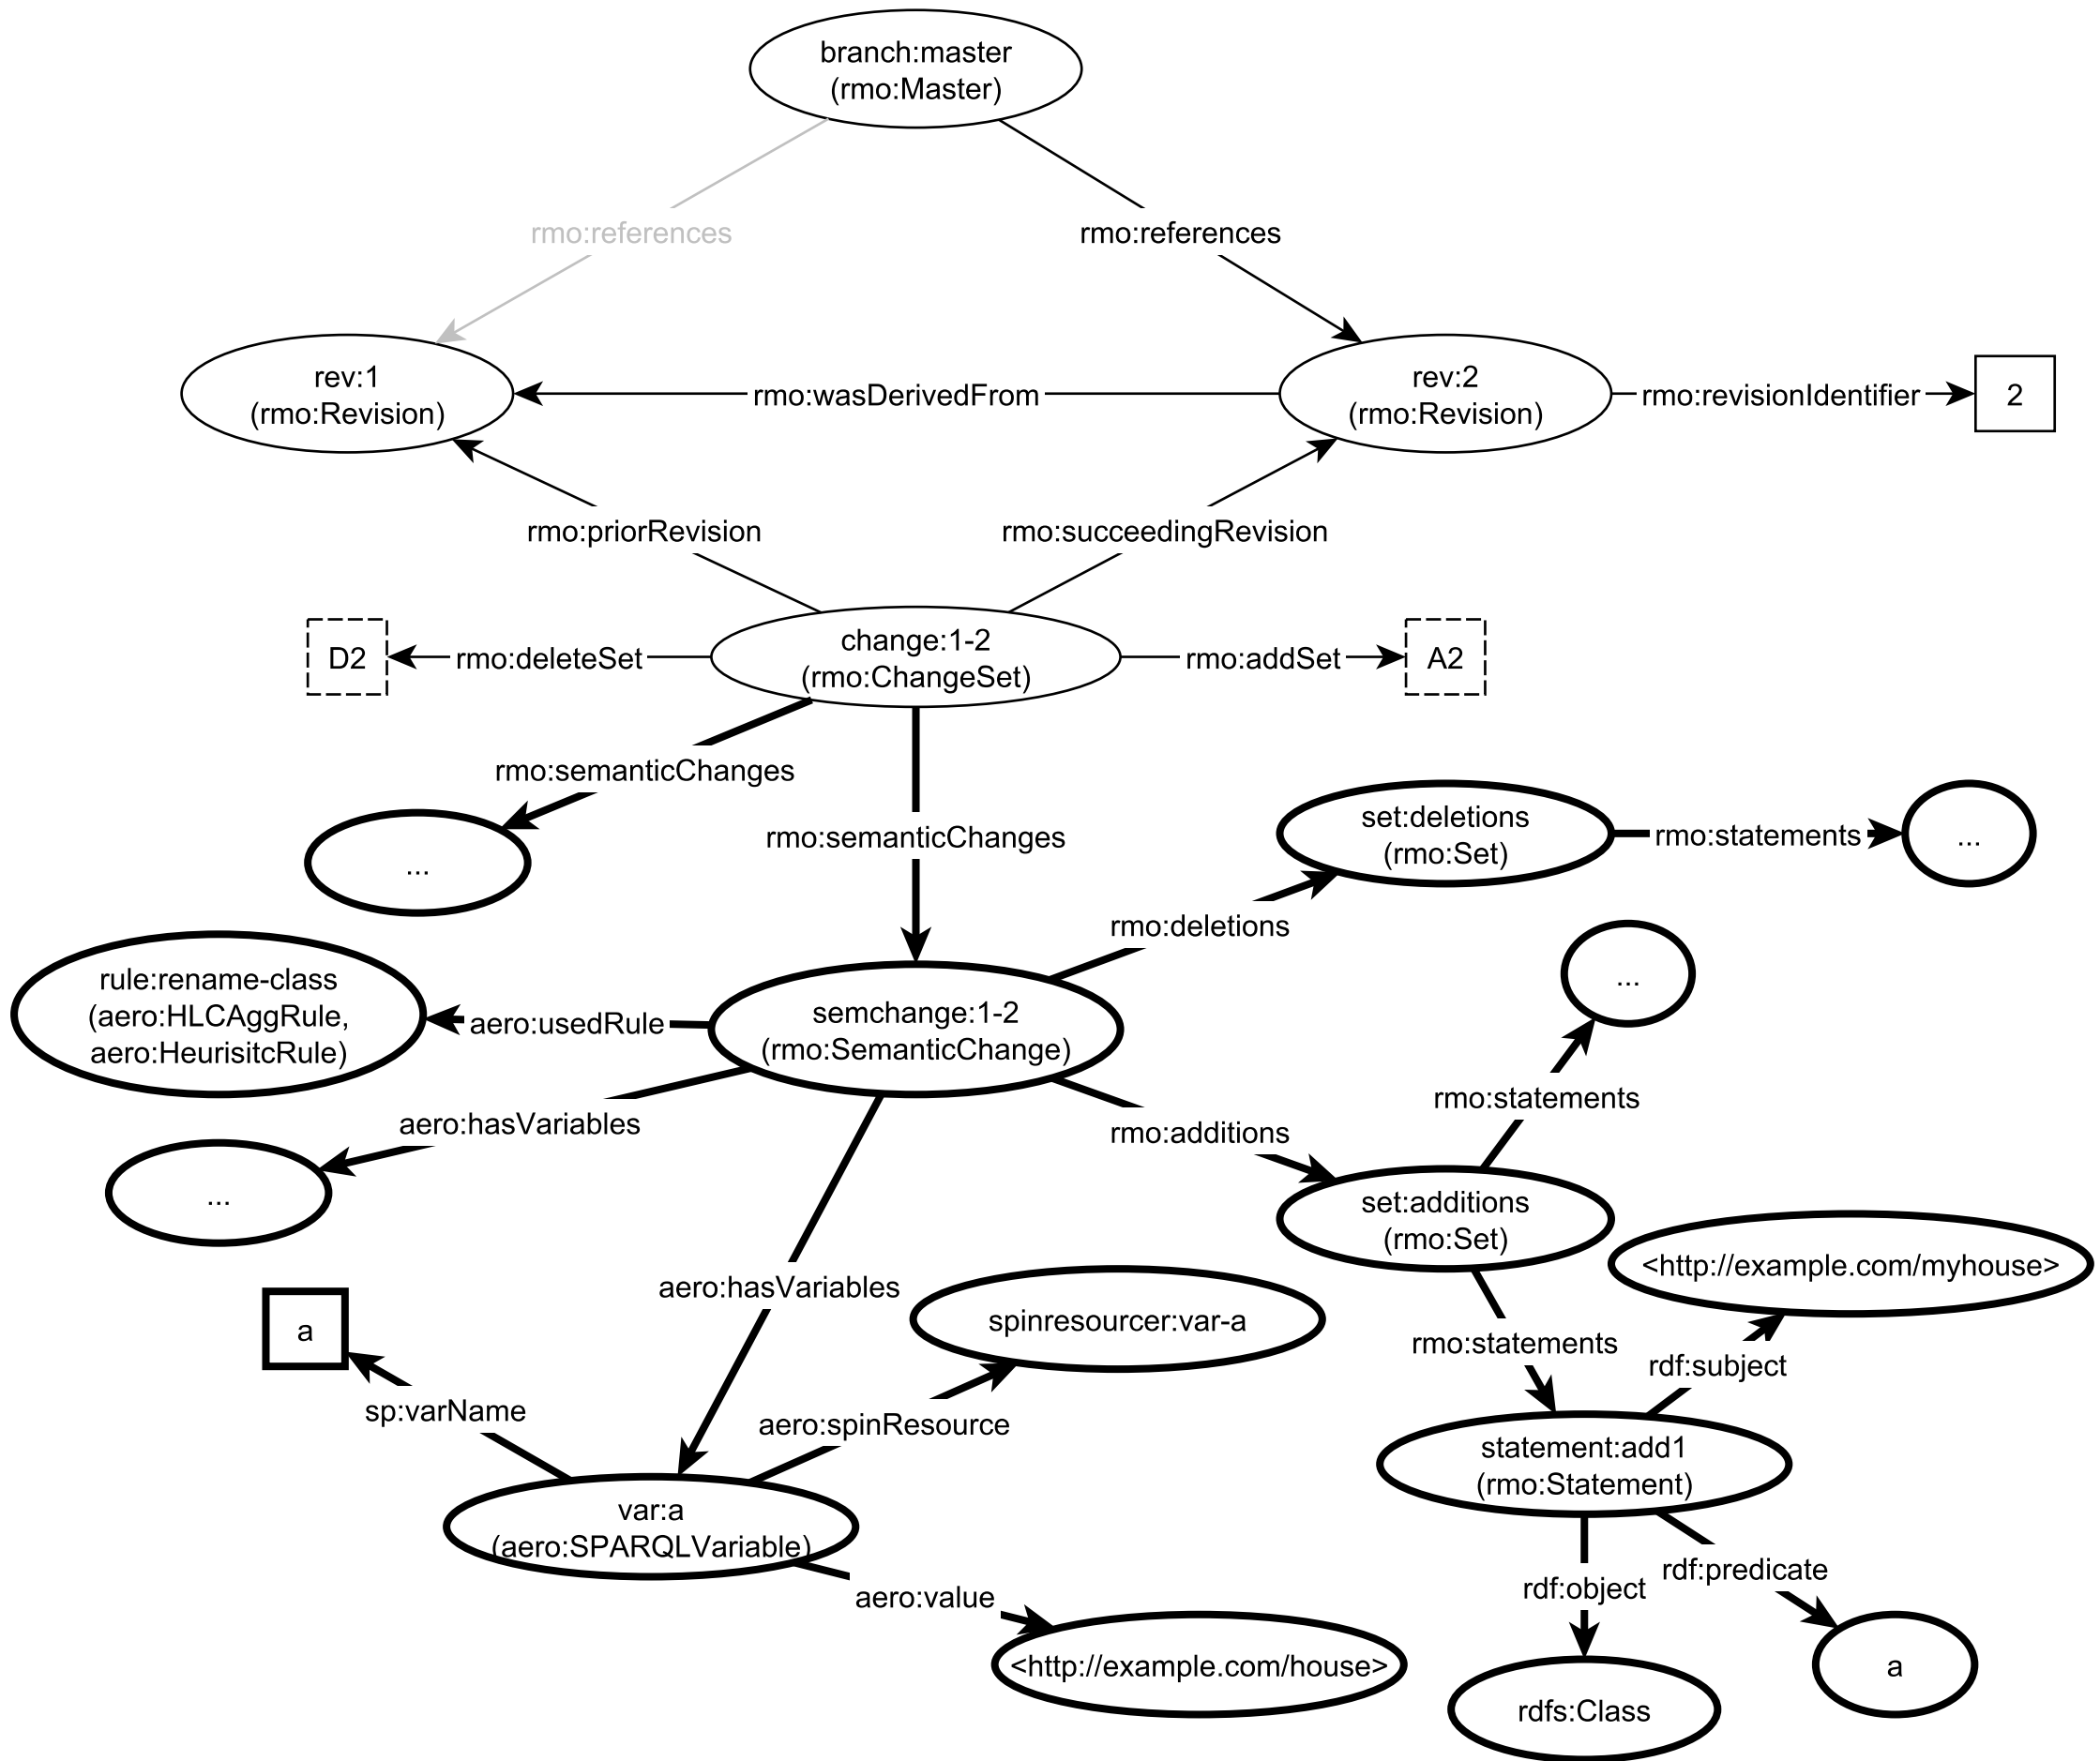 branch:master
(rmo:Master)
rmo:references
rmo:references
rev:1
(rmo:Revision)
rmo:wasDerivedFrom
rev:2
(rmo:Revision)
rmo:revisionIdentifier
2
rmo:priorRevision
rmo:succeedingRevision
D2
rmo:deleteSet
change:1-2
(rmo:ChangeSet)
rmo:addSet
A2
rmo:semanticChanges
...
rmo:semanticChanges
set:deletions
(rmo:Set)
rmo:statements
...
rmo:deletions
...
rule:rename-class
(aero:HLCAggRule,
aero:HeurisitcRule)
aero:usedRule
semchange:1-2
(rmo:SemanticChange)
rmo:statements
aero:hasVariables
rmo:additions
...
set:additions
(rmo:Set)
<http://example.com/myhouse>
aero:hasVariables
a
spinresourcer:var-a
rmo:statements
rdf:subject
sp:varName
aero:spinResource
statement:add1
(rmo:Statement)
var:a
(aero:SPARQLVariable)
rdf:object
rdf:predicate
aero:value
<http://example.com/house>
rdfs:Class
a